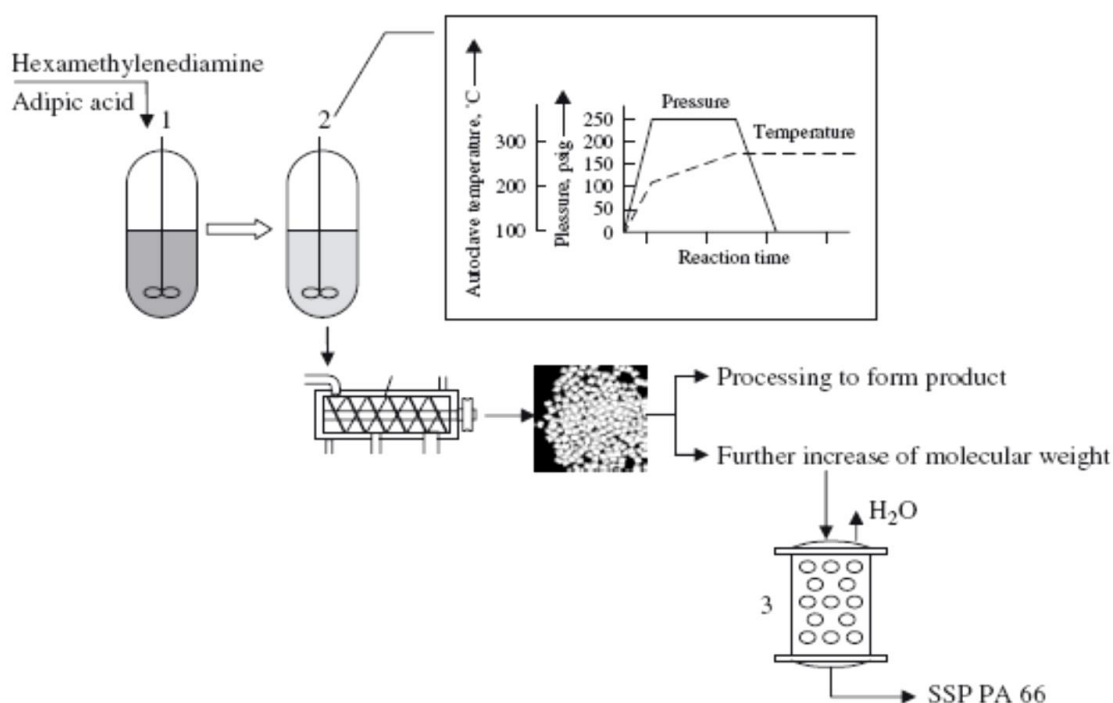 Hexamethylenediamine
Adipic acid
1
2
Autoclave temperature, °C
300
200
100
Plessure, psig
250
200
150
100
50
0
Pressure
Temperature
Reaction time
Processing to form product
Further increase of molecular weight
H₂O
3
SSP PA 66